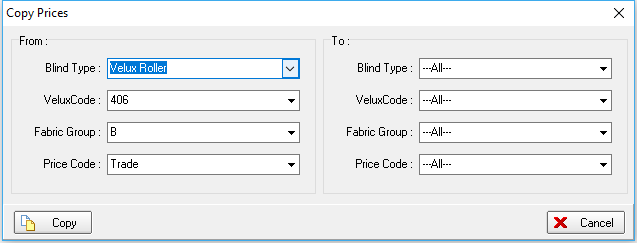 Copy Prices
From :
Blind Type : Velux Roller
VeluxCode : 406
Fabric Group : B
Price Code : Trade
To :
Blind Type : ---All---
VeluxCode : ---All---
Fabric Group : ---All---
Price Code : ---All---
Copy
Cancel